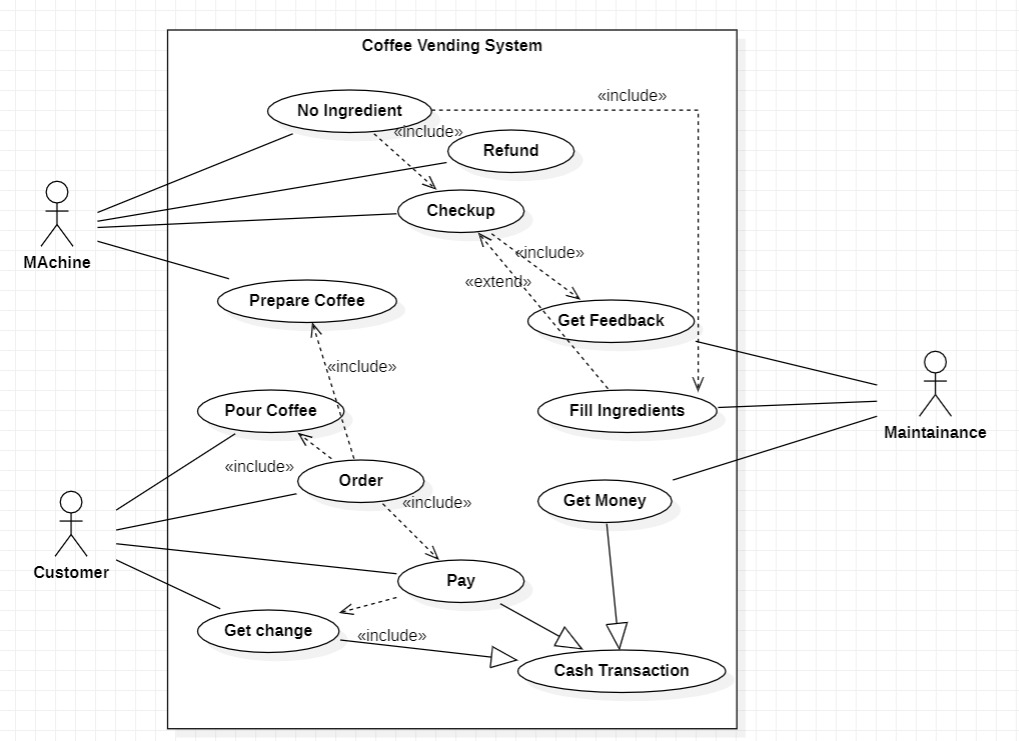 Coffee Vending System
«include»
No Ingredient
«include»
Refund
Checkup
«include»
MAchine
«extend»
Prepare Coffee
Get Feedback
«include»
Pour Coffee
Fill Ingredients
Maintainance
«include»
Order
«include»
Get Money
Customer
Pay
Get change
«include»
Cash Transaction